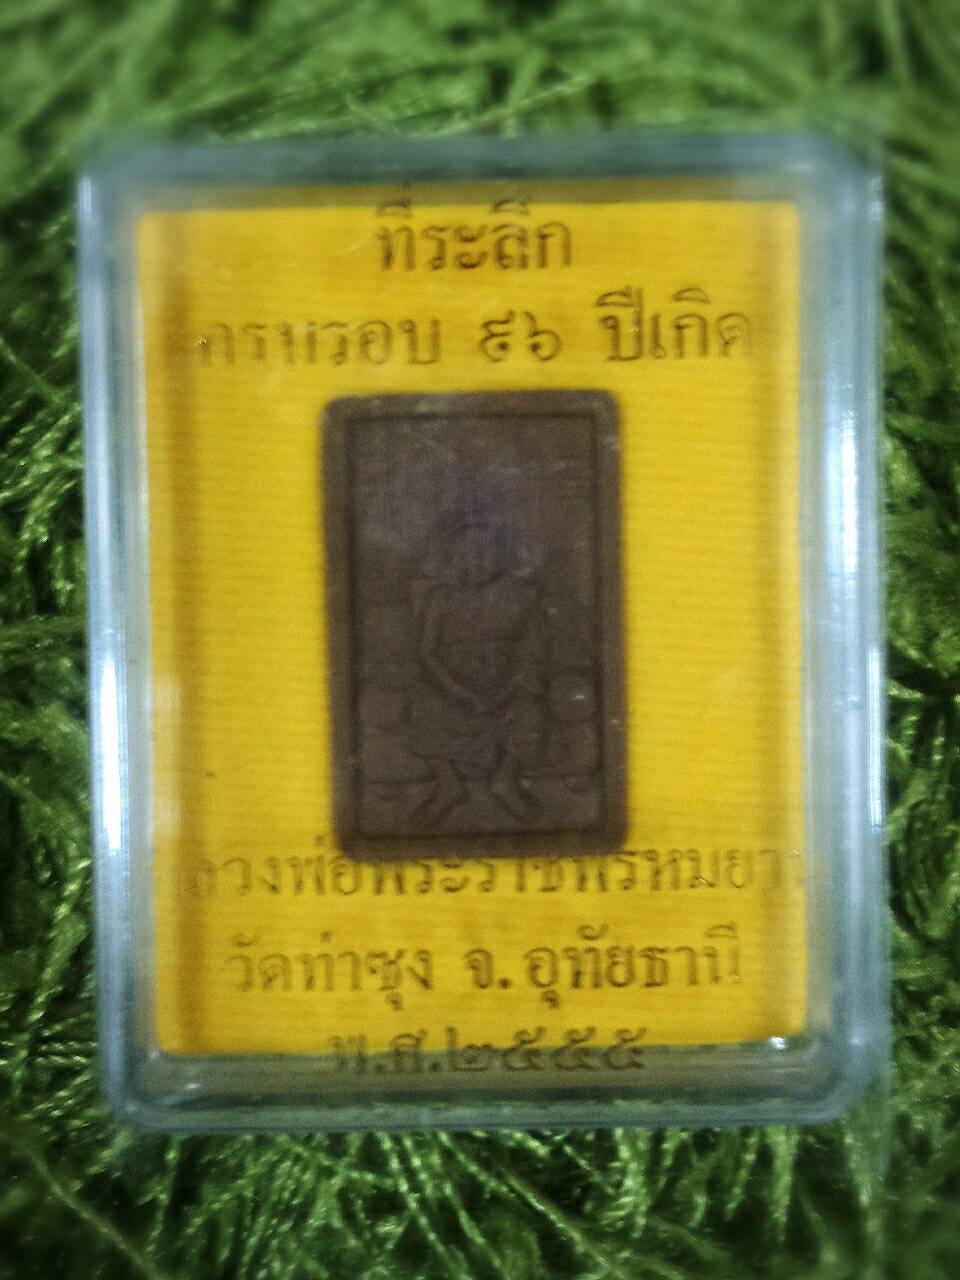 ที่ระลึก
ครบรอบ ๙๖ ปีเกิด
หลวงพ่อพระราชพรหมยาน
วัดท่าซุง จ.อุทัยธานี
พ.ศ.๒๕๕๕